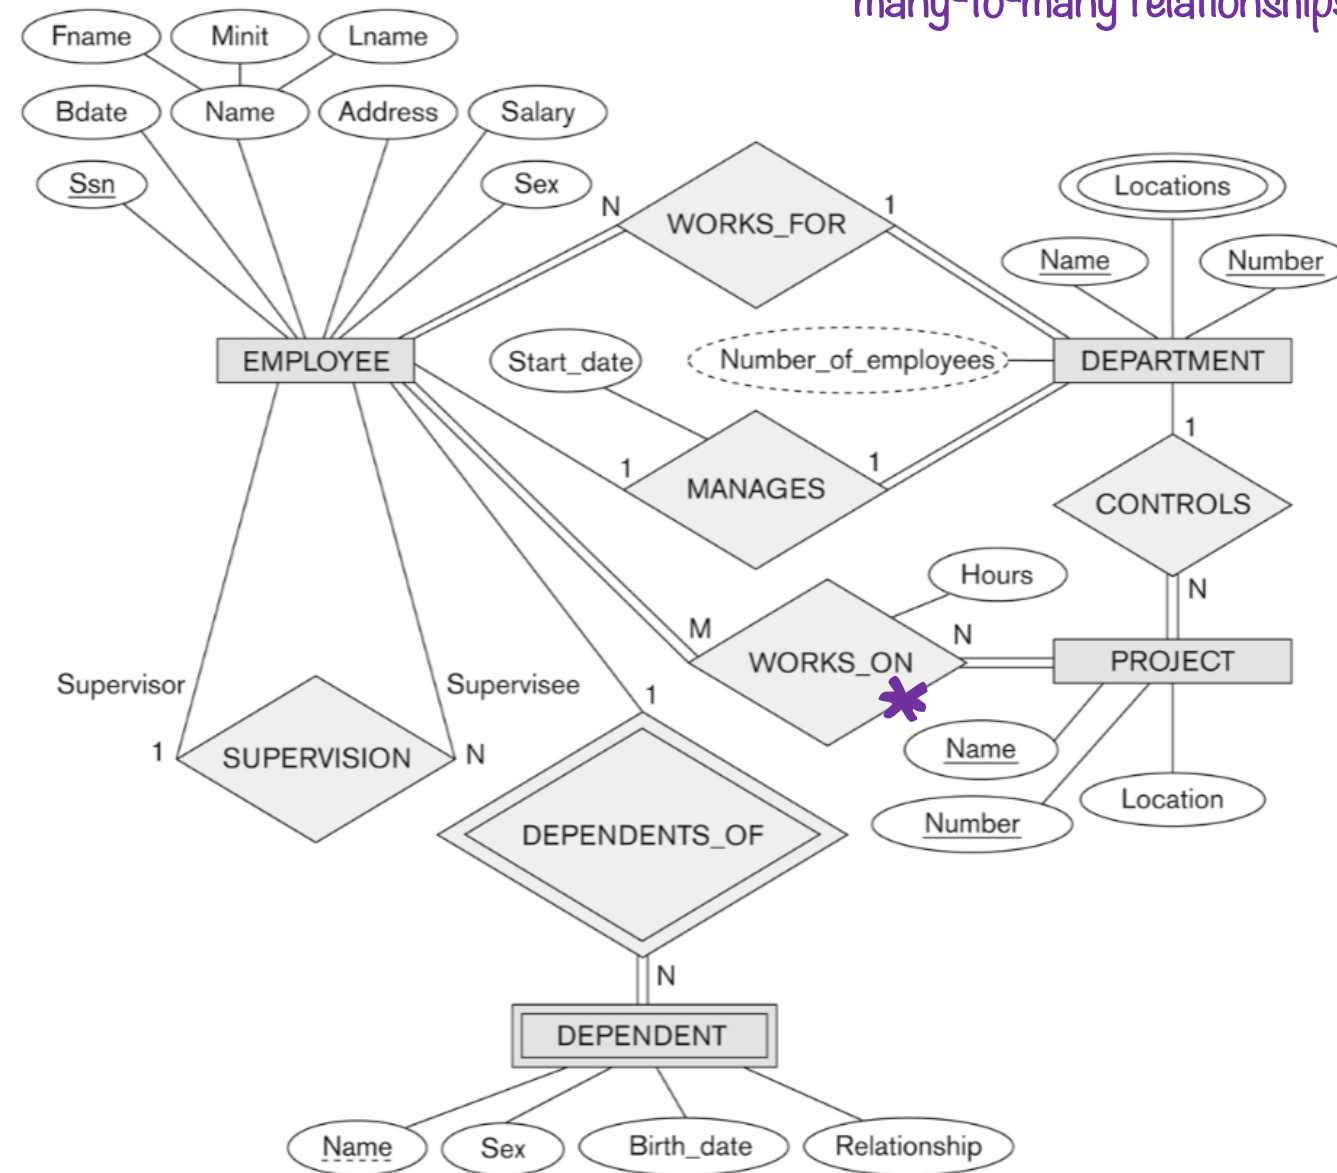 many-to-many relationships
Fname
Minit
Lname
Bdate
Name
Address
Salary
Ssn
Sex
N
WORKS_FOR
1
Locations
Name
Number
EMPLOYEE
Start_date
Number_of_employees
DEPARTMENT
1
MANAGES
1
1
CONTROLS
N
Hours
M
WORKS_ON
N
PROJECT
Supervisor
Supervisee
1
SUPERVISION
N
1
Name
Number
Location
DEPENDENTS_OF
N
DEPENDENT
Name
Sex
Birth_date
Relationship